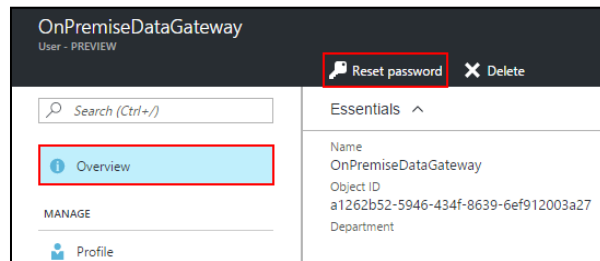 OnPremiseDataGateway
User - PREVIEW
Reset password
Delete
Search (Ctrl+/)
Overview
MANAGE
Profile
Essentials
Name
OnPremiseDataGateway
Object ID
a1262b52-5946-434f-8639-6ef912003a27
Department